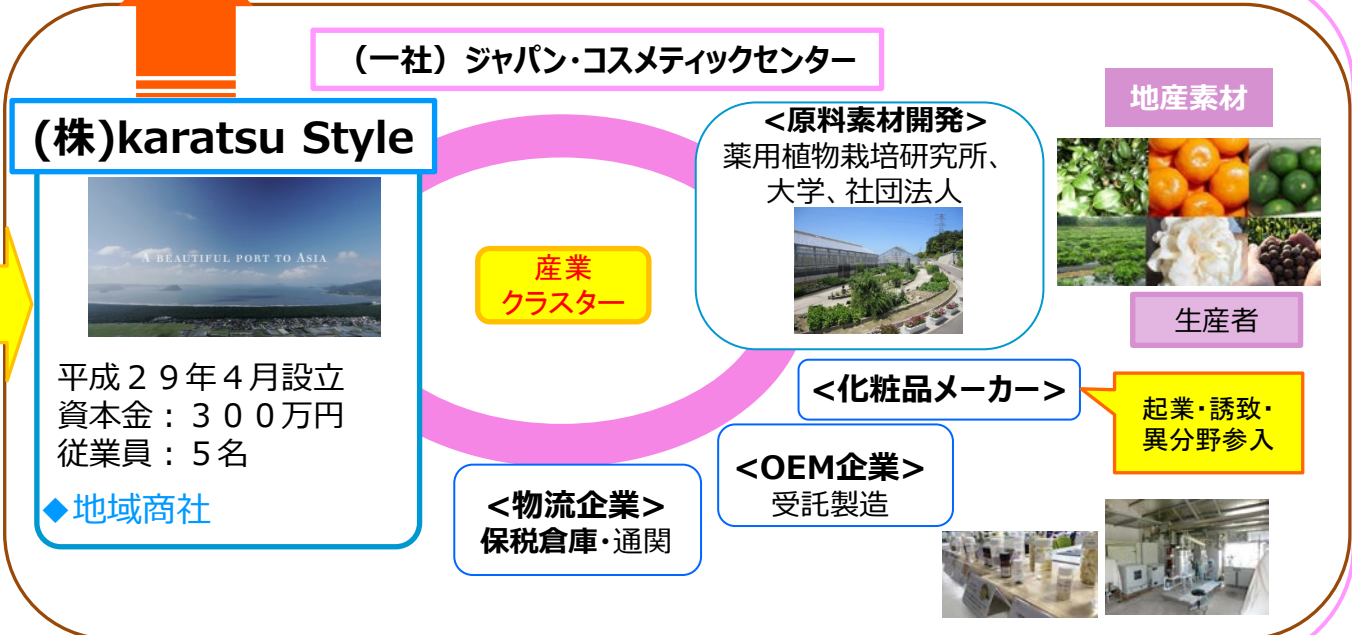 （一社）ジャパン・コスメティックセンター
(株)karatsu Style
A BEAUTIFUL PORT TO ASIA
平成２９年４月設立
資本金：３００万円
従業員：５名
◆地域商社
産業
クラスター
<原料素材開発>
薬用植物栽培研究所、
大学、社団法人
地産素材
生産者
<化粧品メーカー>
起業・誘致・
異分野参入
<OEM企業>
受託製造
<物流企業>
保税倉庫・通関